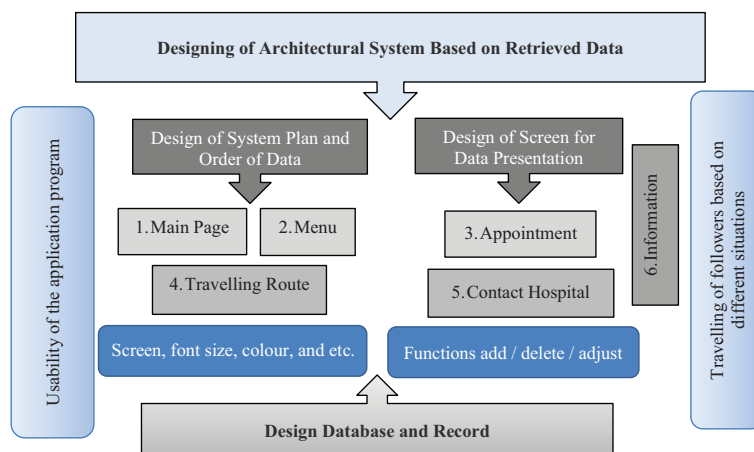 Designing of Architectural System Based on Retrieved Data
Usability of the application program
Design of System Plan and
Order of Data
Design of Screen for
Data Presentation
1.Main Page
2.Menu
3.Appointment
4.Travelling Route
5.Contact Hospital
6.Information
Travelling of followers based on
different situations
Screen, font size, colour, and etc.
Functions add / delete / adjust
Design Database and Record